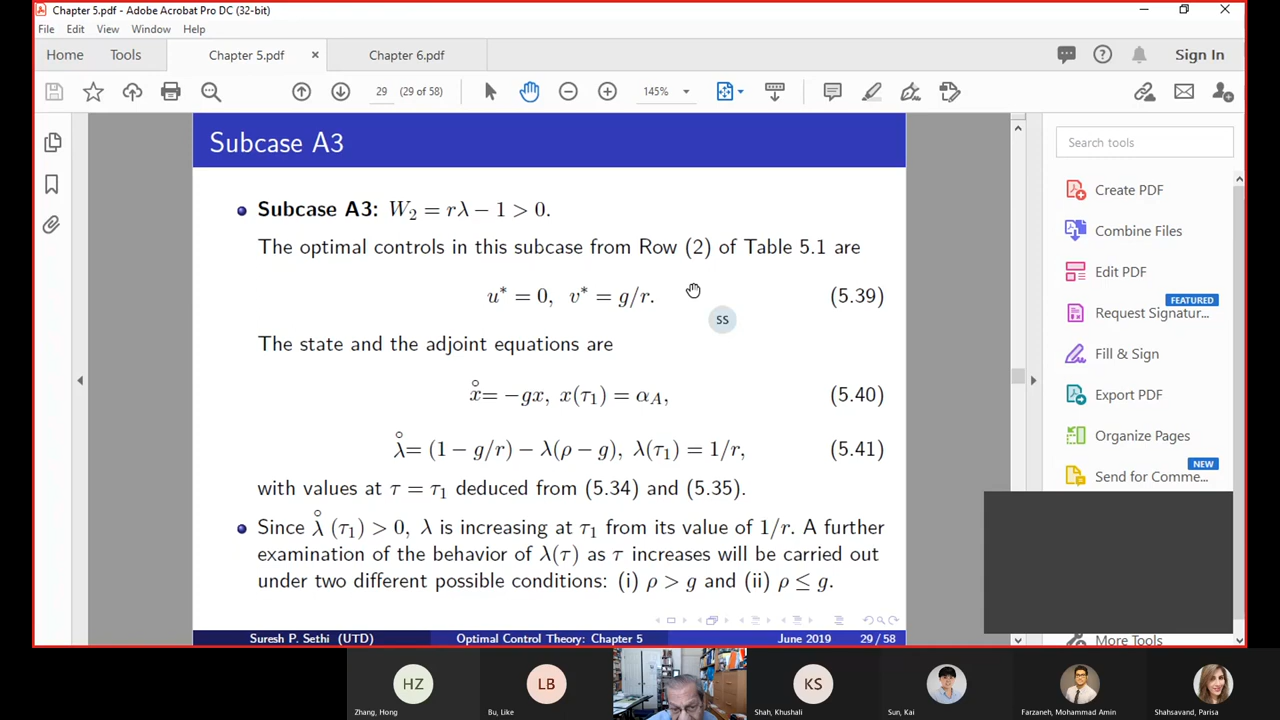 Chapter 5.pdf - Adobe Acrobat Pro DC (32-bit)
File Edit View Window Help
Home Tools Chapter 5.pdf × Chapter 6.pdf Sign In
29 (29 of 58) 145%
Subcase A3
Subcase A3: W₂ = rλ − 1 > 0.
The optimal controls in this subcase from Row (2) of Table 5.1 are
u* = 0, v* = g/r. (5.39)
SS
The state and the adjoint equations are
x̊= −gx, x(τ₁) = α_A, (5.40)
λ̊= (1 − g/r) − λ(ρ − g), λ(τ₁) = 1/r, (5.41)
with values at τ = τ₁ deduced from (5.34) and (5.35).
Since λ̊ (τ₁) > 0, λ is increasing at τ₁ from its value of 1/r. A further
examination of the behavior of λ(τ) as τ increases will be carried out
under two different possible conditions: (i) ρ > g and (ii) ρ ≤ g.
Suresh P. Sethi (UTD) Optimal Control Theory: Chapter 5 June 2019 29 / 58
Search tools
Create PDF
Combine Files
Edit PDF
FEATURED
Request Signatur...
Fill & Sign
Export PDF
Organize Pages
NEW
Send for Comme...
More Tools
HZ LB KS
Zhang, Hong Bu, Like Shah, Khushali Sun, Kai Farzaneh, Mohammad Amin Shahsavand, Parisa